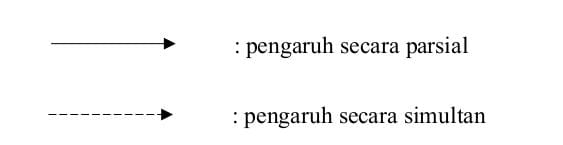 : pengaruh secara parsial
: pengaruh secara simultan